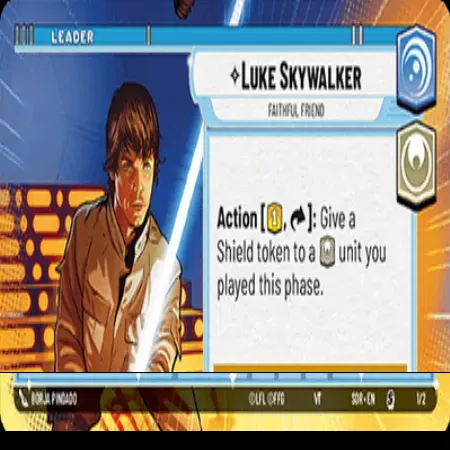 LEADER
LUKE SKYWALKER
FAITHFUL FRIEND
Action [1, ]: Give a
Shield token to a unit you
played this phase.
BORJA PINDADO
©LFL ©FFG
VT
SOR • EN
1/2